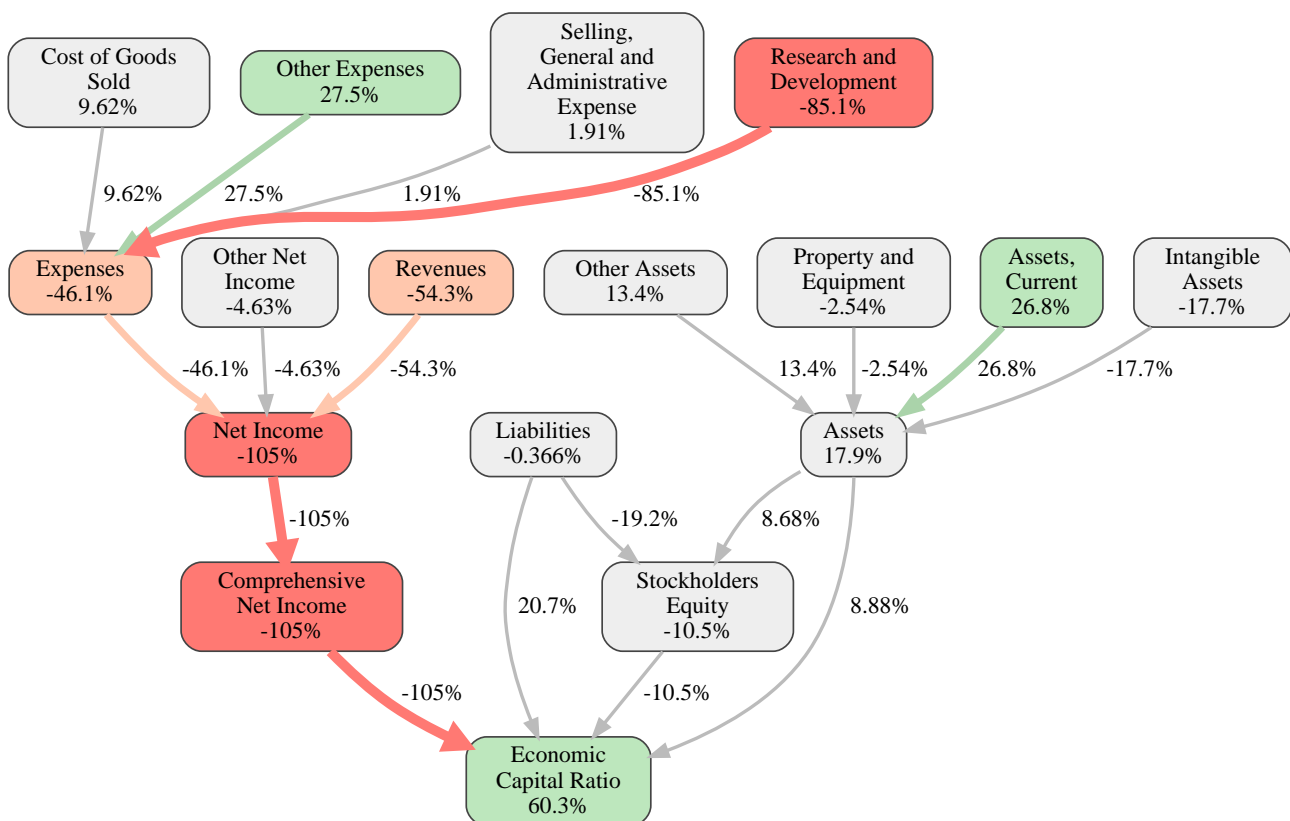 Cost of Goods
Sold
9.62%
Other Expenses
27.5%
Selling,
General and
Administrative
Expense
1.91%
Research and
Development
-85.1%
9.62%
27.5%
1.91%
-85.1%
Expenses
-46.1%
Other Net
Income
-4.63%
Revenues
-54.3%
Other Assets
13.4%
Property and
Equipment
-2.54%
Assets,
Current
26.8%
Intangible
Assets
-17.7%
-46.1%
-4.63%
-54.3%
13.4%
-2.54%
26.8%
-17.7%
Net Income
-105%
Liabilities
-0.366%
Assets
17.9%
-105%
-19.2%
8.68%
Comprehensive
Net Income
-105%
20.7%
Stockholders
Equity
-10.5%
8.88%
-105%
-10.5%
Economic
Capital Ratio
60.3%